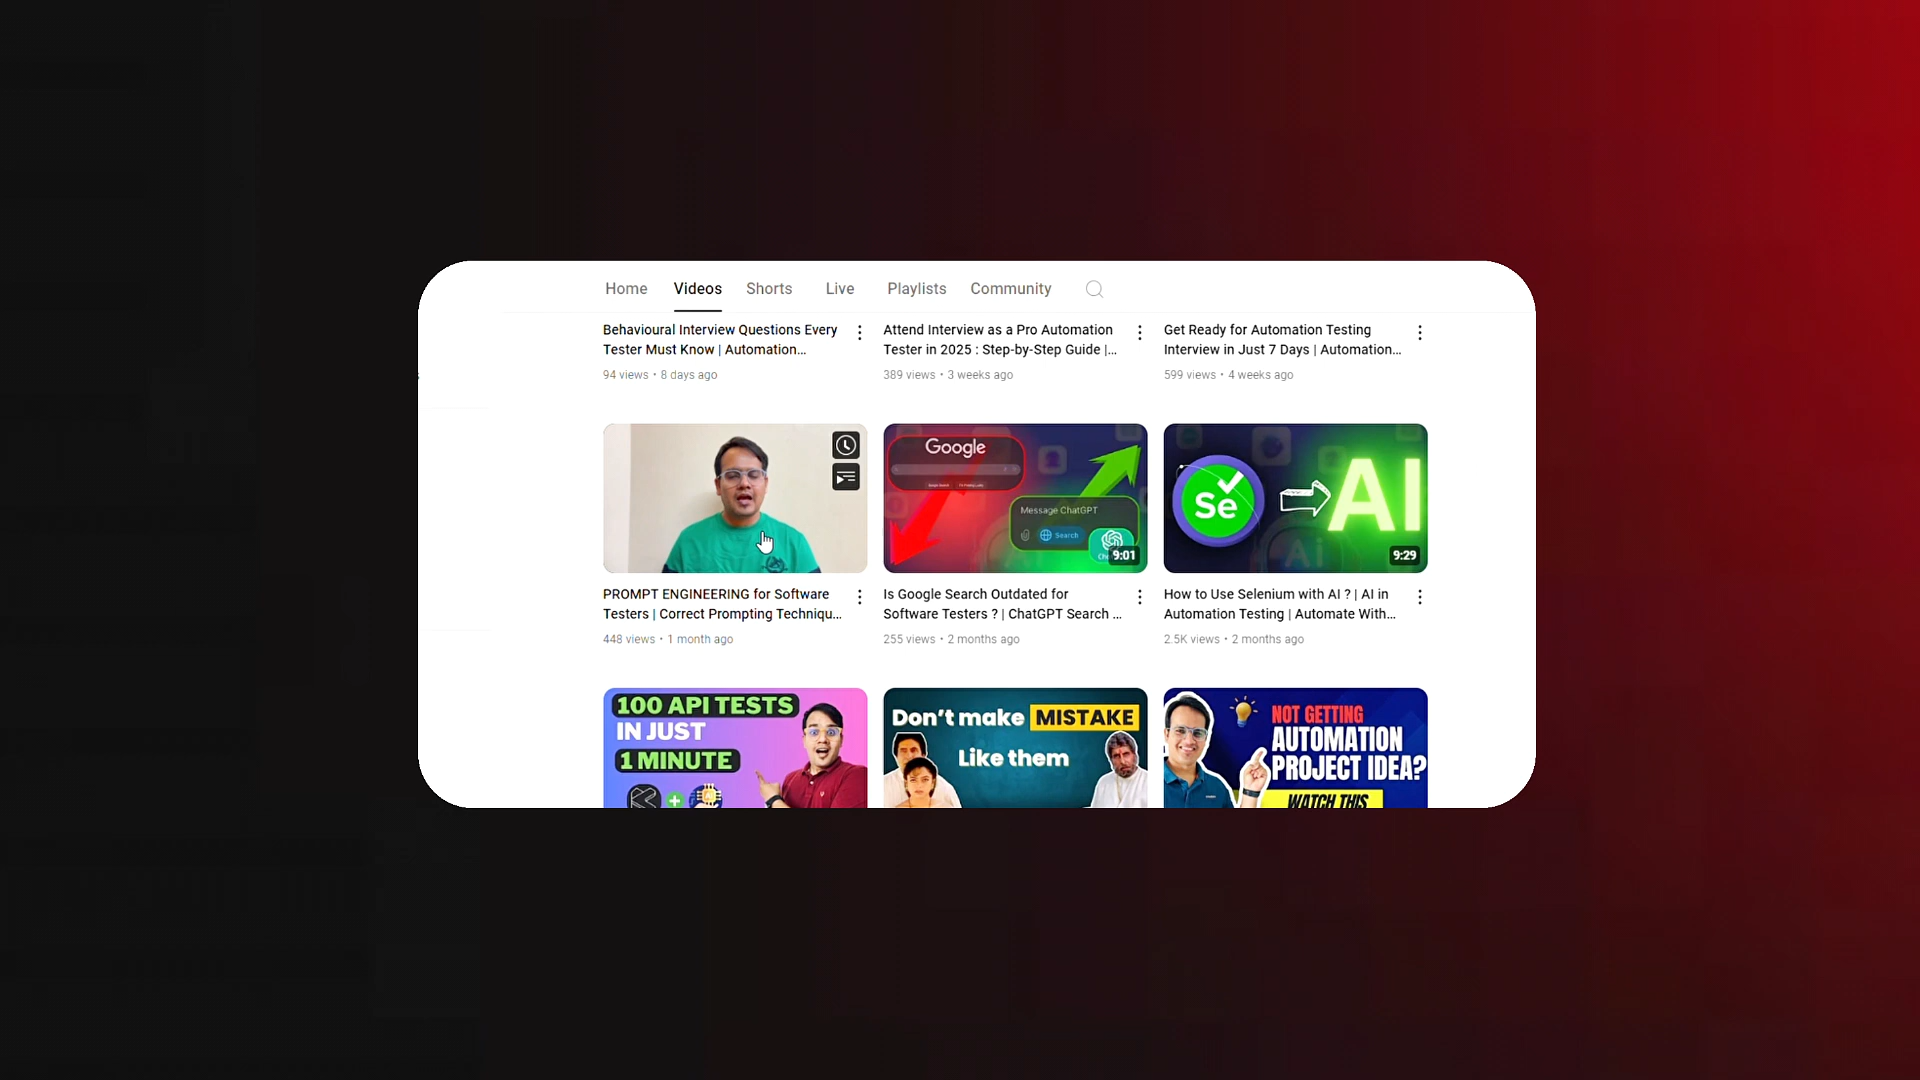 Home Videos Shorts Live Playlists Community
Behavioural Interview Questions Every
Tester Must Know | Automation...
94 views • 8 days ago
Attend Interview as a Pro Automation
Tester in 2025 : Step-by-Step Guide |...
389 views • 3 weeks ago
Get Ready for Automation Testing
Interview in Just 7 Days | Automation...
599 views • 4 weeks ago
PROMPT ENGINEERING for Software
Testers | Correct Prompting Techniqu...
448 views • 1 month ago
Google
Message ChatGPT
Search
9:01
Is Google Search Outdated for
Software Testers ? | ChatGPT Search ...
255 views • 2 months ago
Se
AI
Ai
9:29
How to Use Selenium with AI ? | AI in
Automation Testing | Automate With...
2.5K views • 2 months ago
100 API TESTS
IN JUST
1 MINUTE
Don't make MISTAKE
Like them
NOT GETTING
AUTOMATION
PROJECT IDEA?
WATCH THIS